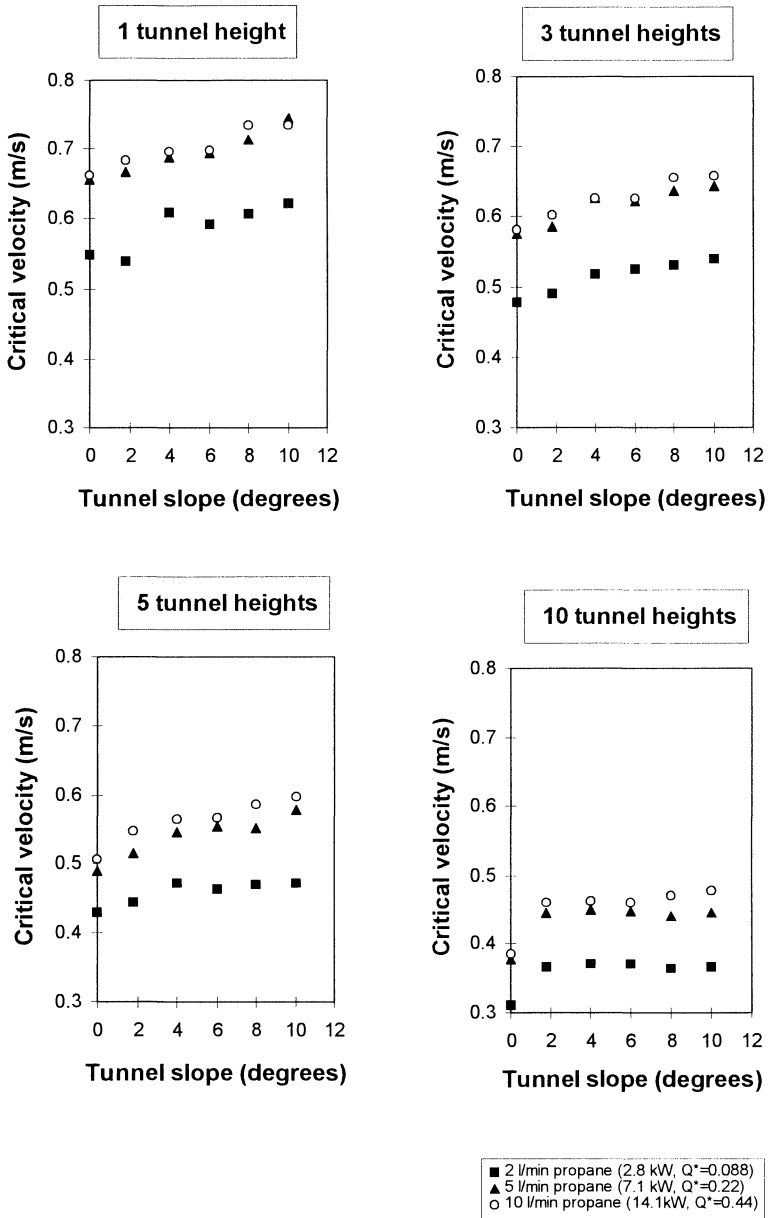 1 tunnel height
Critical velocity (m/s)
0.8
0.7
0.6
0.5
0.4
0.3
0 2 4 6 8 10 12
Tunnel slope (degrees)
3 tunnel heights
Critical velocity (m/s)
0.8
0.7
0.6
0.5
0.4
0.3
0 2 4 6 8 10 12
Tunnel slope (degrees)
5 tunnel heights
Critical velocity (m/s)
0.8
0.7
0.6
0.5
0.4
0.3
0 2 4 6 8 10 12
Tunnel slope (degrees)
10 tunnel heights
Critical velocity (m/s)
0.8
0.7
0.6
0.5
0.4
0.3
0 2 4 6 8 10 12
Tunnel slope (degrees)
2 l/min propane (2.8 kW, Q*=0.088)
5 l/min propane (7.1 kW, Q*=0.22)
10 l/min propane (14.1kW, Q*=0.44)